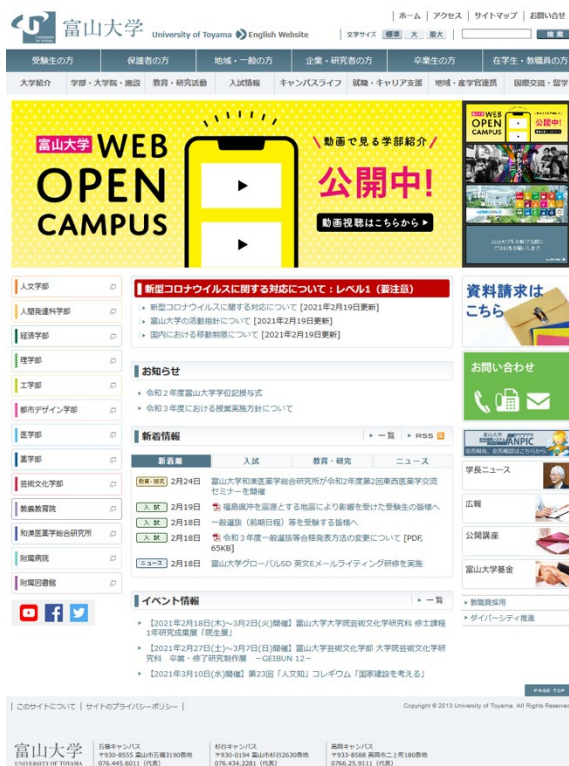 富山大学 University of Toyama English Website
ホーム アクセス サイトマップ お問い合せ
文字サイズ 標準 大 最大 検索
受験生の方 保護者の方 地域・一般の方 企業・研究者の方 卒業生の方 在学生・教職員の方
大学紹介 学部・大学院・施設 教育・研究活動 入試情報 キャンパスライフ 就職・キャリア支援 地域・産学官連携 国際交流・留学
富山大学 WEB
OPEN
CAMPUS
動画で見る学部紹介
公開中!
動画視聴はこちらから
WEB
OPEN
CAMPUS
公開中!
人文学部
人間発達科学部
経済学部
理学部
工学部
都市デザイン学部
医学部
薬学部
芸術文化学部
教養教育院
和漢医薬学総合研究所
附属病院
附属図書館
新型コロナウイルスに関する対応について：レベル1（要注意）
新型コロナウイルスに関する対応について [2021年2月19日更新]
富山大学の活動指針について [2021年2月19日更新]
国内における移動制限について [2021年2月19日更新]
お知らせ
令和２年度富山大学学位記授与式
令和３年度における授業実施方針について
新着情報 一覧 RSS
新着順 入試 教育・研究 ニュース
教育・研究 2月24日 富山大学和漢医薬学総合研究所が令和2年度第2回東西医薬学交流
セミナーを開催
入試 2月19日 福島県沖を震源とする地震により影響を受けた受験生の皆様へ
入試 2月18日 一般選抜（前期日程）等を受験する皆様へ
入試 2月18日 令和３年度一般選抜等合格発表方法の変更について [PDF,
65KB]
ニュース 2月18日 富山大学グローバルSD 英文Eメールライティング研修を実施
イベント情報 一覧
【2021年2月18日(木)~3月2日(火)開催】富山大学大学院芸術文化学研究科 修士課程
1年研究成果展「院生展」
【2021年2月27日(土)~3月7日(日)開催】富山大学芸術文化学部 大学院芸術文化学研
究科 卒業・修了研究制作展 －GEIBUN 12－
【2021年3月10日(水)開催】第23回「人文知」コレギウム「国家建設を考える」
資料請求は
こちら
お問い合わせ
富山大学
ANPIC
学長ニュース
広報
公開講座
富山大学基金
教職員採用
ダイバーシティ推進
PAGE TOP
このサイトについて サイトのプライバシーポリシー
Copyright © 2013 University of Toyama. All Rights Reserved
富山大学
UNIVERSITY OF TOYAMA
五福キャンパス
〒930-8555 富山市五福3190番地
076.445.6011（代表）
杉谷キャンパス
〒930-0194 富山市杉谷2630番地
076.434.2281（代表）
高岡キャンパス
〒933-8588 高岡市二上町180番地
0766.25.9111（代表）